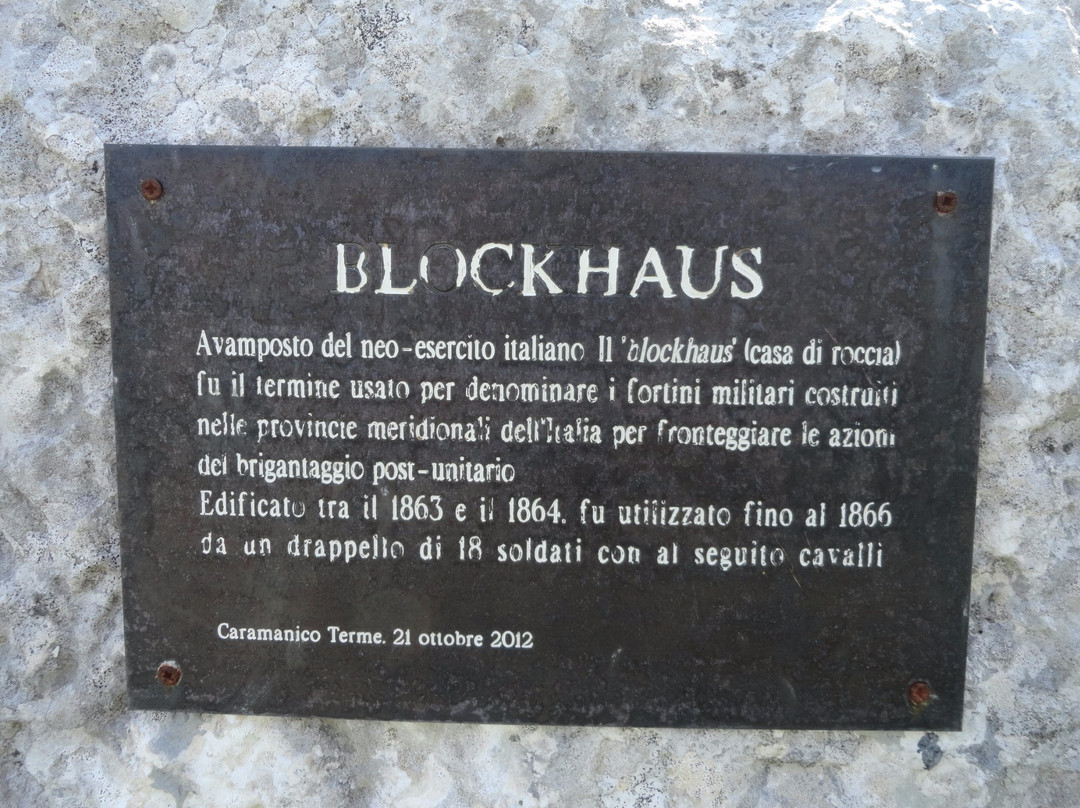 BLOCKHAUS
Avamposto del neo-esercito italiano Il 'blockhaus' (casa di roccia)
fu il termine usato per denominare i fortini militari costruiti
nelle provincie meridionali dell'Italia per fronteggiare le azioni
del brigantaggio post-unitario
Edificato tra il 1863 e il 1864. fu utilizzato fino al 1866
da un drappello di 18 soldati con al seguito cavalli
Caramanico Terme. 21 ottobre 2012